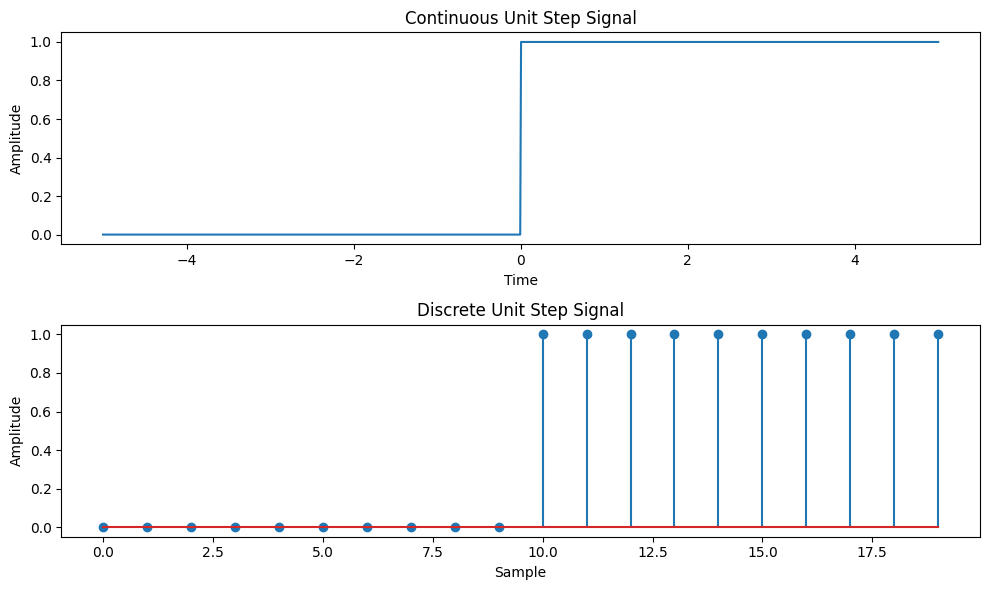 Continuous Unit Step Signal
1.0
0.8
0.6
0.4
0.2
0.0
Amplitude
−4 −2 0 2 4
Time
Discrete Unit Step Signal
1.0
0.8
0.6
0.4
0.2
0.0
Amplitude
0.0 2.5 5.0 7.5 10.0 12.5 15.0 17.5
Sample